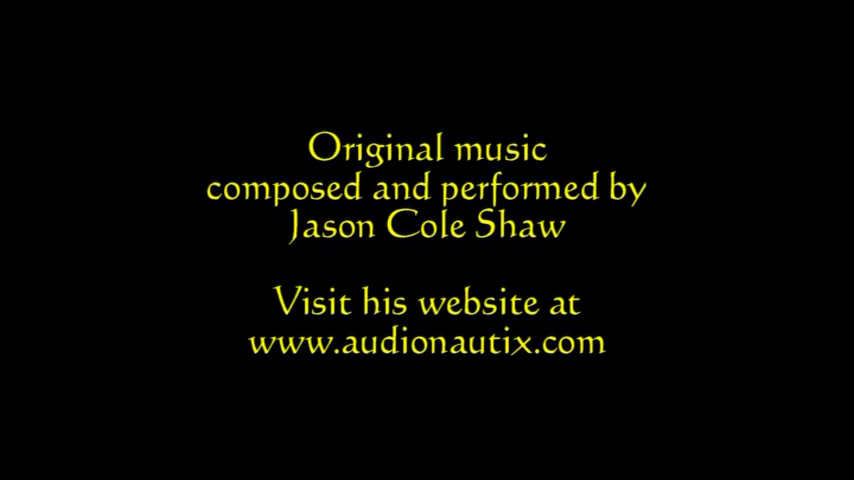 Original music
composed and performed by
Jason Cole Shaw
Visit his website at
www.audionautix.com